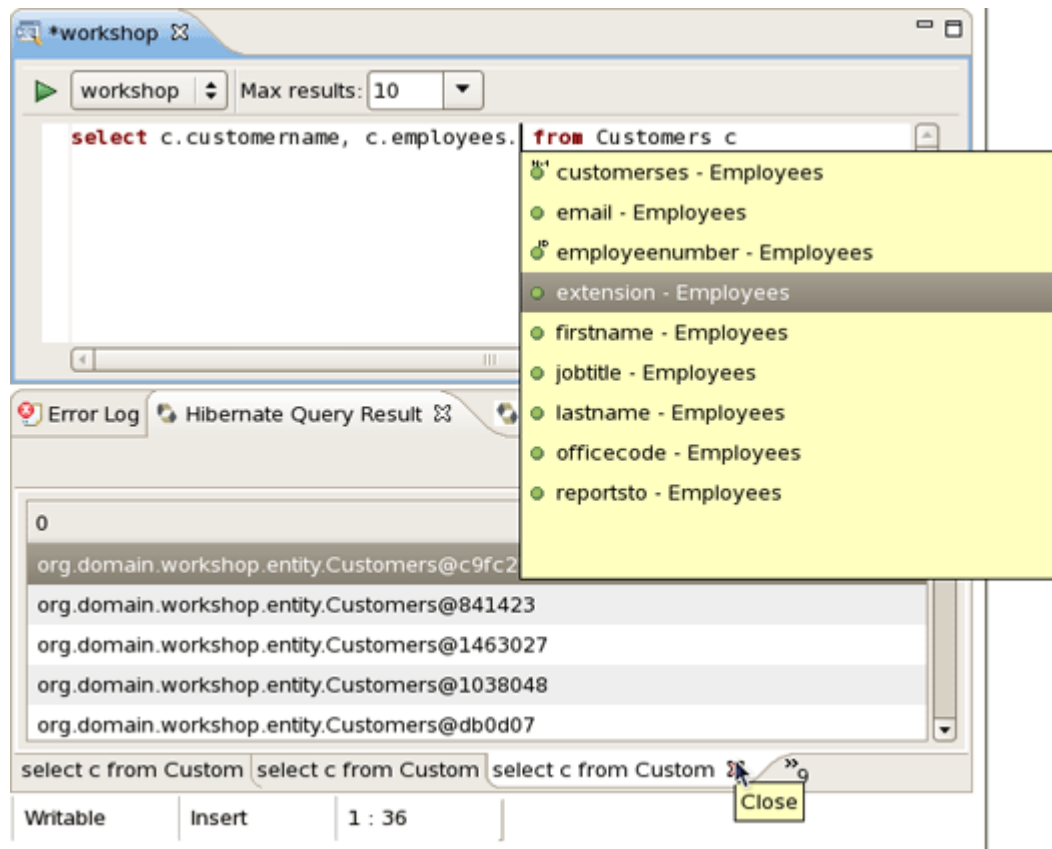 *workshop
workshop Max results: 10
select c.customername, c.employees. from Customers c
customerses - Employees
email - Employees
employeenumber - Employees
extension - Employees
firstname - Employees
jobtitle - Employees
lastname - Employees
officecode - Employees
reportsto - Employees
Error Log Hibernate Query Result
0
org.domain.workshop.entity.Customers@c9fc2
org.domain.workshop.entity.Customers@841423
org.domain.workshop.entity.Customers@1463027
org.domain.workshop.entity.Customers@1038048
org.domain.workshop.entity.Customers@db0d07
select c from Custom select c from Custom select c from Custom »9
Close
Writable Insert 1 : 36